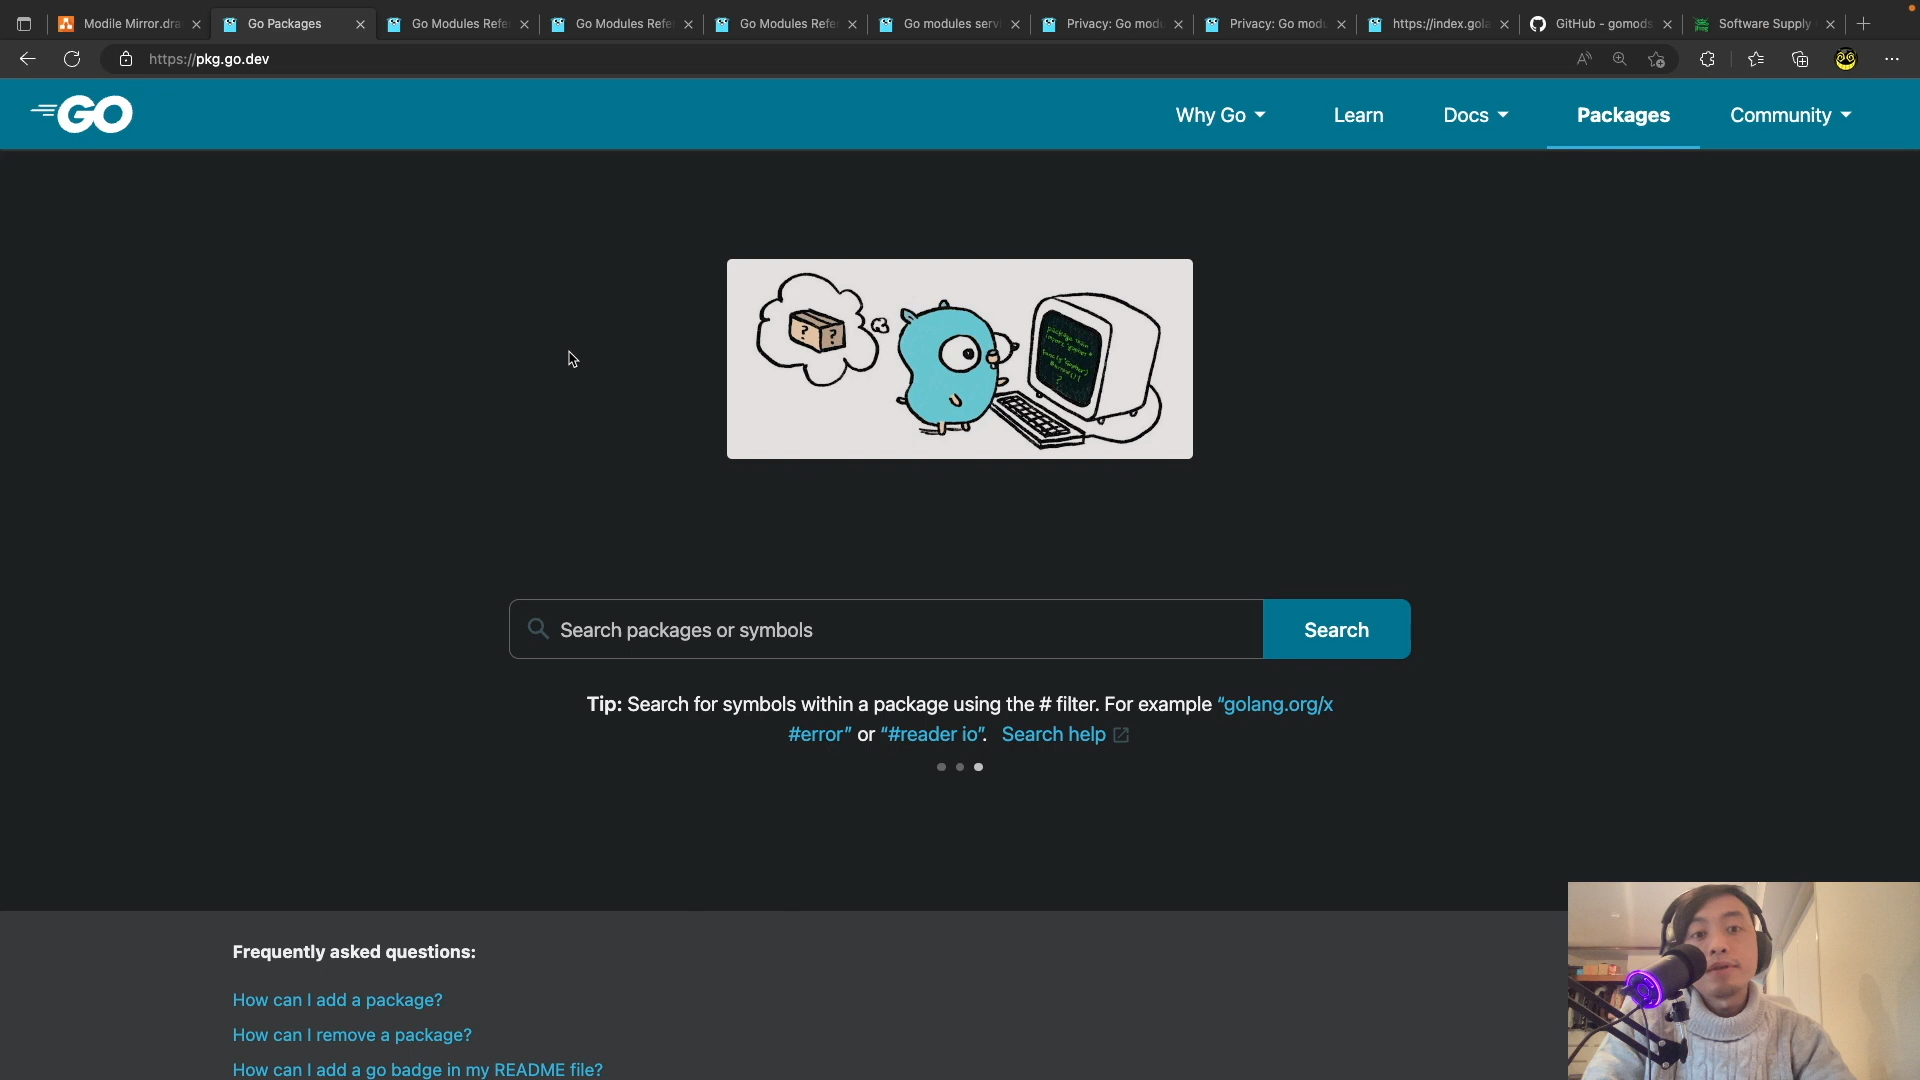 Modile Mirror.dra
Go Packages
Go Modules Refe
Go Modules Refe
Go Modules Refe
Go modules servi
Privacy: Go modu
Privacy: Go modu
https://index.gola
GitHub - gomods
Software Supply
https://pkg.go.dev
GO
Why Go
Learn
Docs
Packages
Community
? ?
Search packages or symbols
Search
Tip: Search for symbols within a package using the # filter. For example “golang.org/x
#error” or “#reader io”. Search help
Frequently asked questions:
How can I add a package?
How can I remove a package?
How can I add a go badge in my README file?